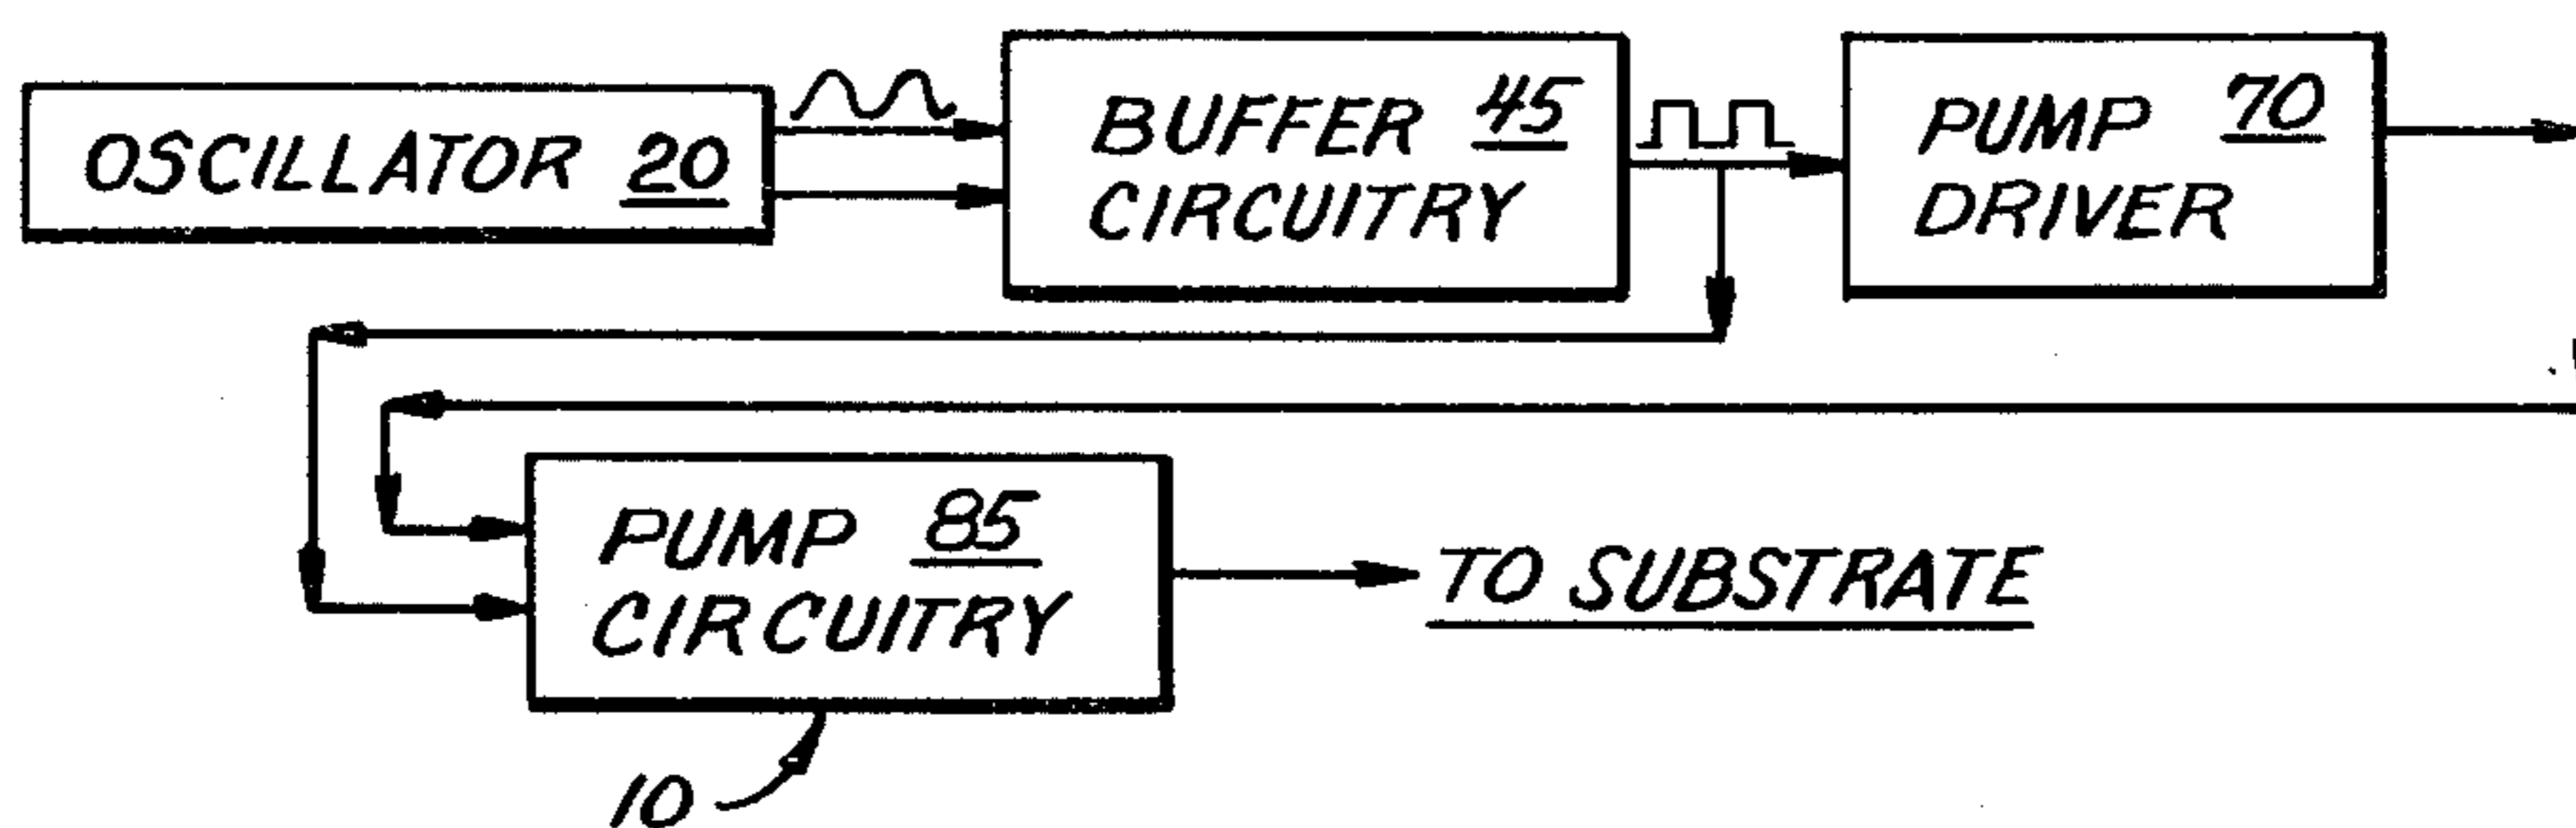 OSCILLATOR 20
BUFFER 45
CIRCUITRY
PUMP 70
DRIVER
PUMP 85
CIRCUITRY
TO SUBSTRATE
10